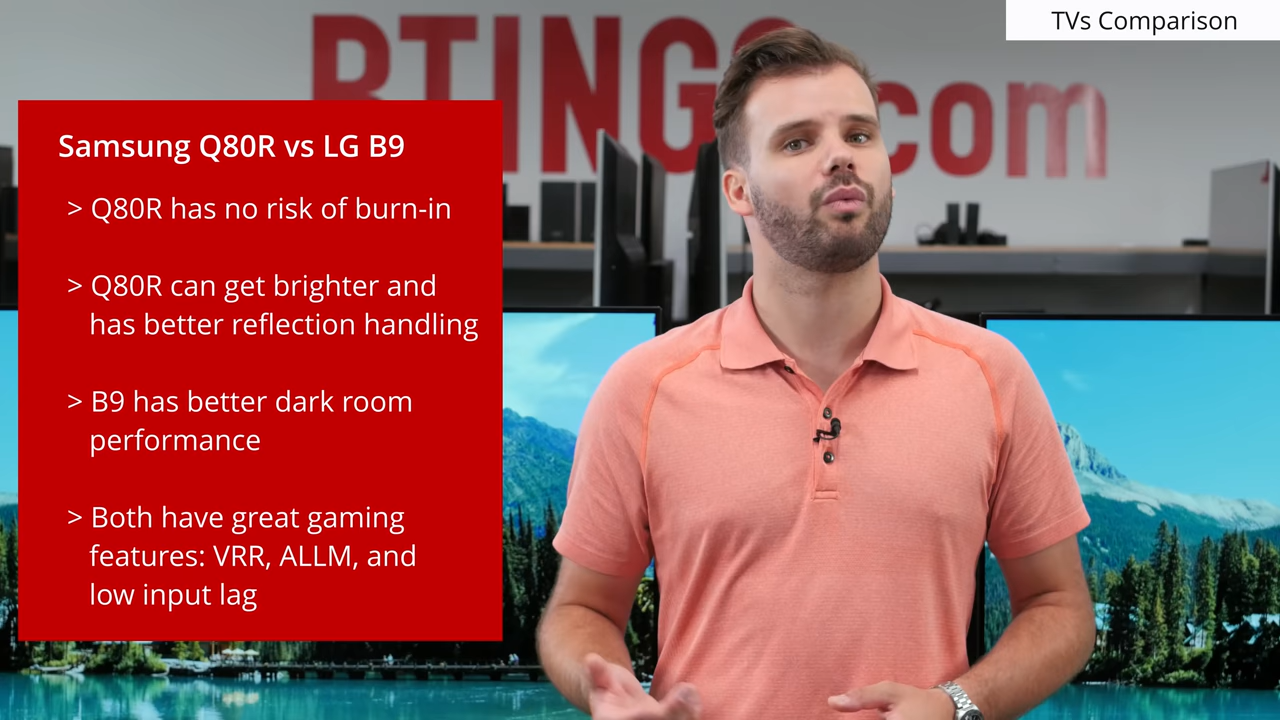 TVs Comparison
RTINGS.com
Samsung Q80R vs LG B9
> Q80R has no risk of burn-in
> Q80R can get brighter and
has better reflection handling
> B9 has better dark room
performance
> Both have great gaming
features: VRR, ALLM, and
low input lag